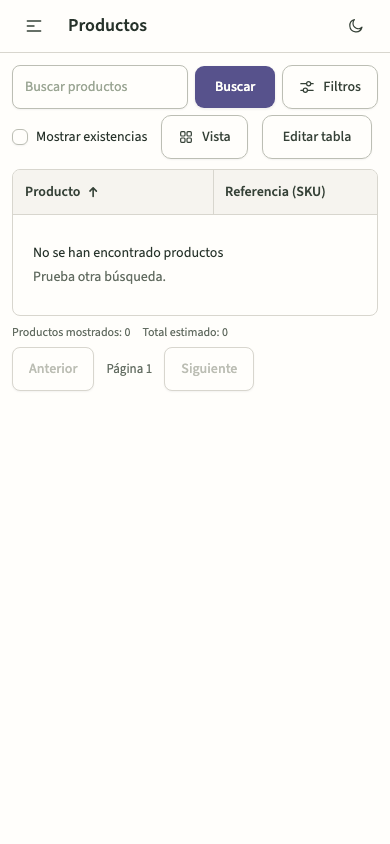 Productos
Buscar productos
Buscar
Filtros
Mostrar existencias
Vista
Editar tabla
Producto ↑
Referencia (SKU)
No se han encontrado productos
Prueba otra búsqueda.
Productos mostrados: 0 Total estimado: 0
Anterior
Página 1
Siguiente